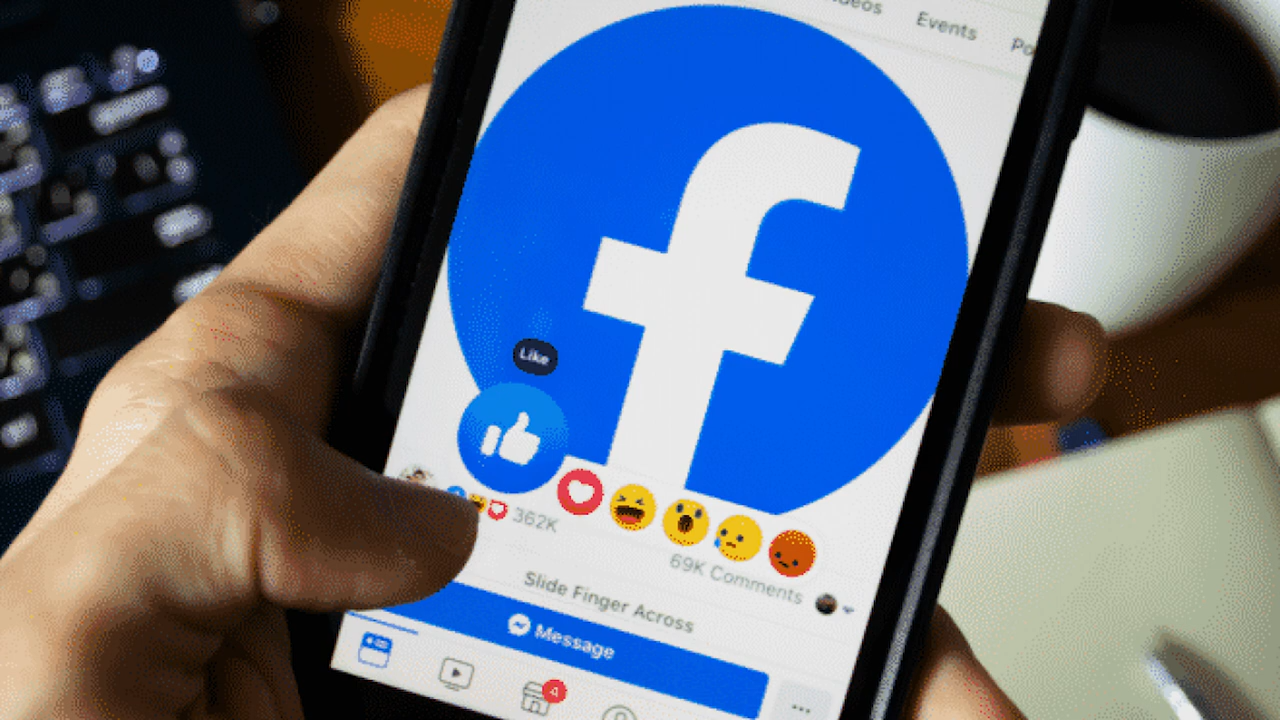 Events
Like
362K
69K Comments
Slide Finger Across
Message
4